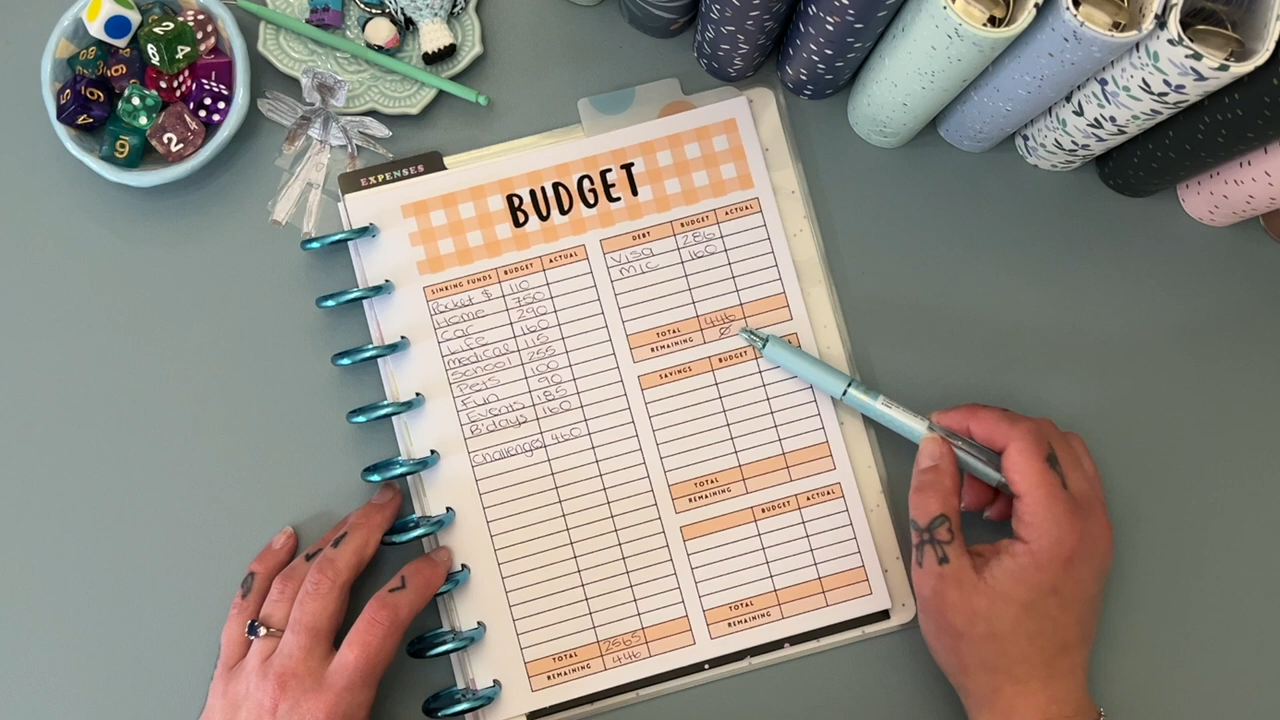 EXPENSES
BUDGET
SINKING FUNDS BUDGET ACTUAL
Pocket $ 110
Home 750
Car 290
Life 160
medical 115
School 255
Pets 100
Fun 90
Events 185
B'days 160
Challenges 460
TOTAL 2565
REMAINING 446
DEBT BUDGET ACTUAL
Visa 286
M/C 160
TOTAL 446
REMAINING Ø
SAVINGS BUDGET
TOTAL
REMAINING
BUDGET ACTUAL
TOTAL
REMAINING